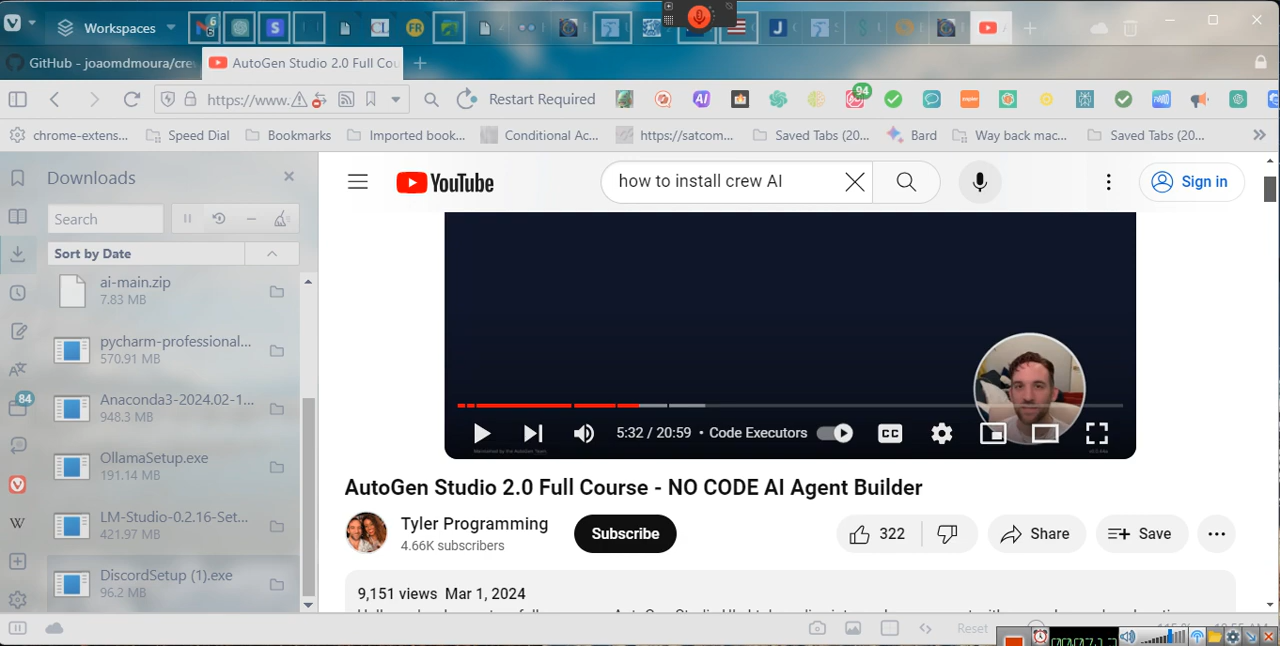 Workspaces
GitHub - joaomdmoura/cre
AutoGen Studio 2.0 Full Cou
https://www.
Restart Required
94
chrome-extens...
Speed Dial
Bookmarks
Imported book...
Conditional Ac...
https://satcom...
Saved Tabs (20...
Bard
Way back mac...
Saved Tabs (20...
Downloads
Search
Sort by Date
ai-main.zip
7.83 MB
pycharm-professional...
570.91 MB
Anaconda3-2024.02-1...
948.3 MB
OllamaSetup.exe
191.14 MB
LM-Studio-0.2.16-Set...
421.97 MB
DiscordSetup (1).exe
96.2 MB
84
W
YouTube
how to install crew AI
Sign in
5:32 / 20:59 • Code Executors
CC
AutoGen Studio 2.0 Full Course - NO CODE AI Agent Builder
Tyler Programming
4.66K subscribers
Subscribe
322
Share
Save
9,151 views Mar 1, 2024
Reset